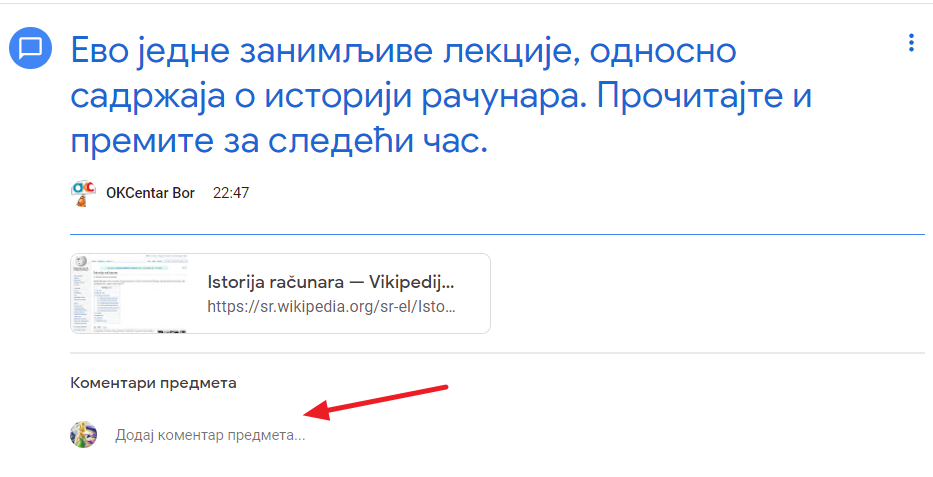 Ево једне занимљиве лекције, односно
садржаја о историји рачунара. Прочитајте и
премите за следећи час.
OKCentar Bor 22:47
Istorija računara — Vikipedij...
https://sr.wikipedia.org/sr-el/Isto...
Коментари предмета
Додај коментар предмета...